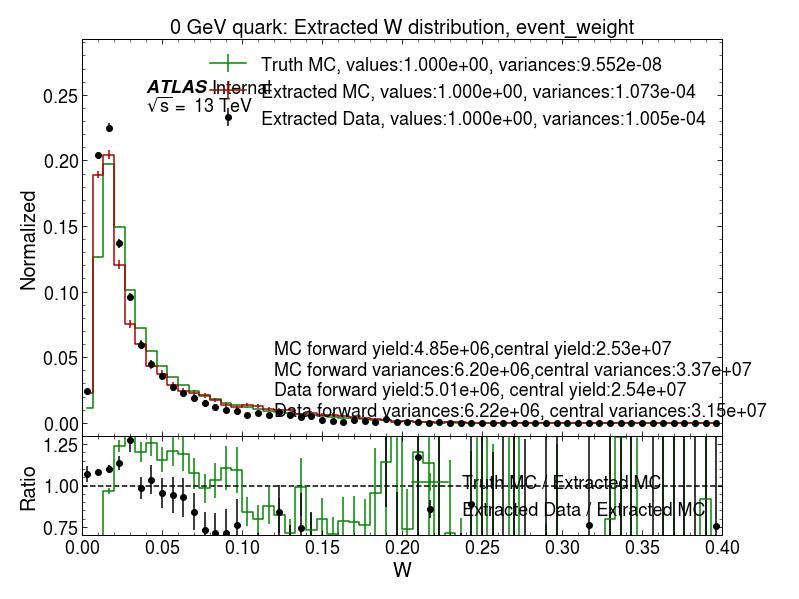 0 GeV quark: Extracted W distribution, event_weight
Truth MC, values:1.000e+00, variances:9.552e-08
ATLAS Internal
Extracted MC, values:1.000e+00, variances:1.073e-04
√s = 13 TeV
Extracted Data, values:1.000e+00, variances:1.005e-04
Normalized
0.25
0.20
0.15
0.10
0.05
0.00
MC forward yield:4.85e+06,central yield:2.53e+07
MC forward variances:6.20e+06,central variances:3.37e+07
Data forward yield:5.01e+06, central yield:2.54e+07
Data forward variances:6.22e+06, central variances:3.15e+07
Ratio
1.25
1.00
0.75
Truth MC / Extracted MC
Extracted Data / Extracted MC
0.00 0.05 0.10 0.15 0.20 0.25 0.30 0.35 0.40
W